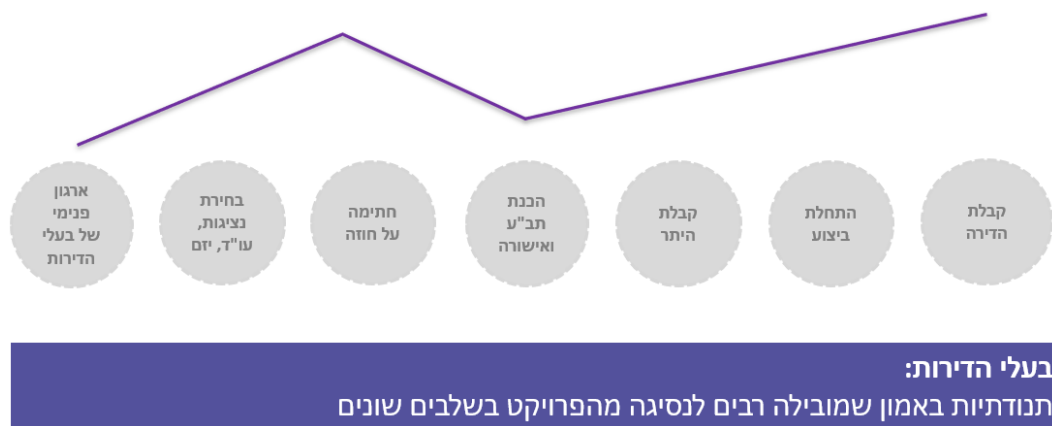 ארגון
פנימי
של בעלי
הדירות
בחירת
נציגות,
עו"ד, יזם
חתימה
על חוזה
הכנת
תב"ע
ואישורה
קבלת
היתר
התחלת
ביצוע
קבלת
הדירה
בעלי הדירות:
תנודתיות באמון שמובילה רבים לנסיגה מהפרויקט בשלבים שונים